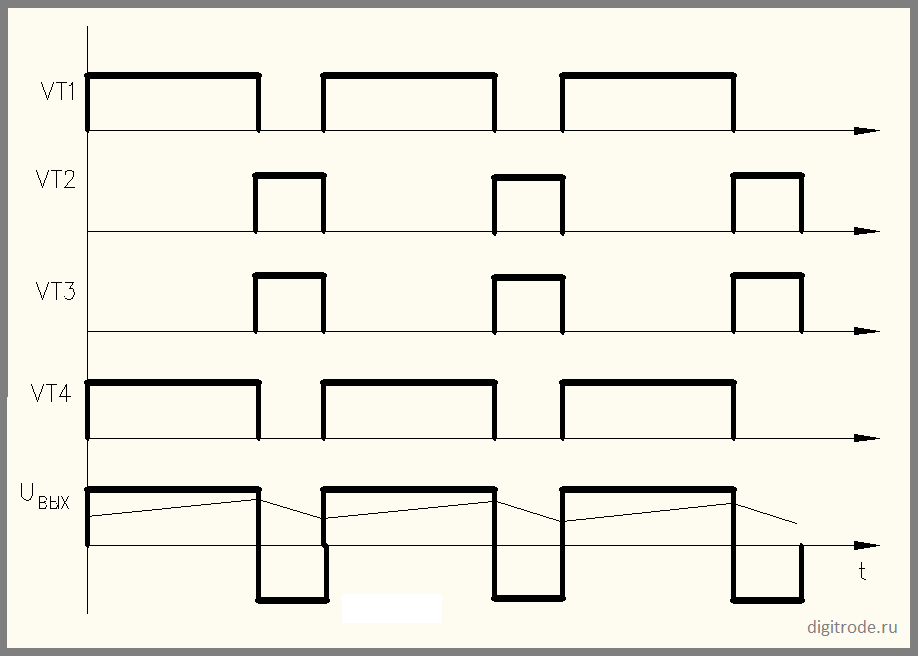 VT1
VT2
VT3
VT4
UВЫХ
t
digitrode.ru